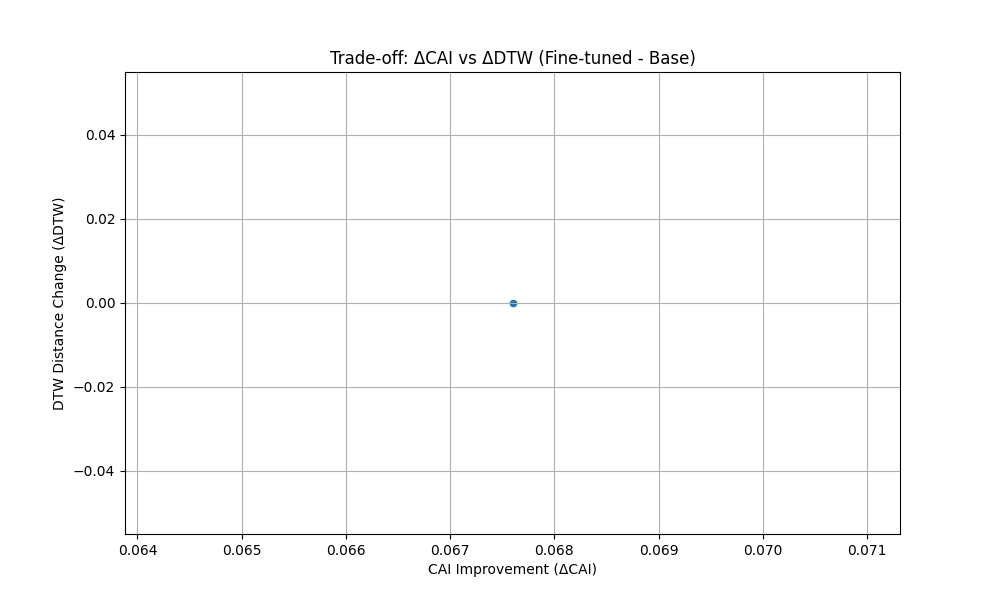 Trade-off: ΔCAI vs ΔDTW (Fine-tuned - Base)
DTW Distance Change (ΔDTW)
0.04
0.02
0.00
−0.02
−0.04
0.064 0.065 0.066 0.067 0.068 0.069 0.070 0.071
CAI Improvement (ΔCAI)